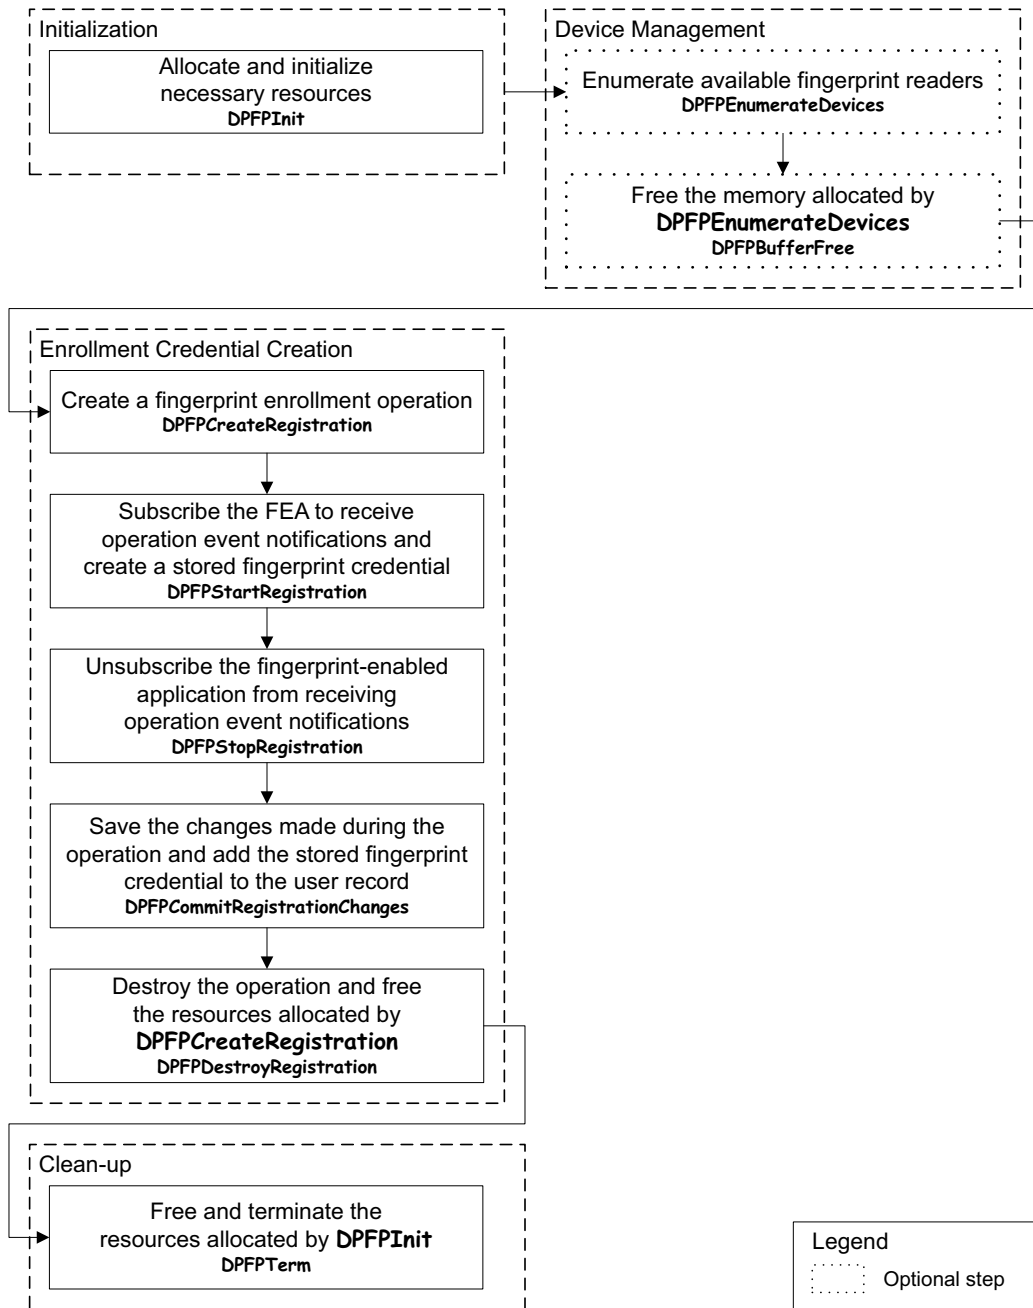 Initialization
Allocate and initialize
necessary resources
DPFPInit
Device Management
Enumerate available fingerprint readers
DPFPEnumerateDevices
Free the memory allocated by
DPFPEnumerateDevices
DPFPBufferFree
Enrollment Credential Creation
Create a fingerprint enrollment operation
DPFPCreateRegistration
Subscribe the FEA to receive
operation event notifications and
create a stored fingerprint credential
DPFPStartRegistration
Unsubscribe the fingerprint-enabled
application from receiving
operation event notifications
DPFPStopRegistration
Save the changes made during the
operation and add the stored fingerprint
credential to the user record
DPFPCommitRegistrationChanges
Destroy the operation and free
the resources allocated by
DPFPCreateRegistration
DPFPDestroyRegistration
Clean-up
Free and terminate the
resources allocated by DPFPInit
DPFPTerm
Legend
Optional step